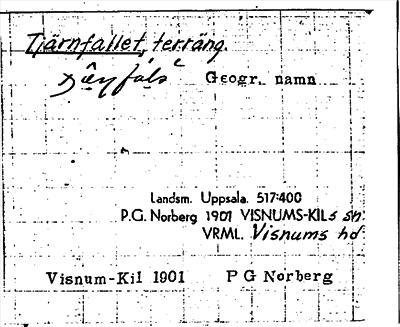 Tjärnfallet, terräng.
Geogr. namn
Landsm. Uppsala. 517:400
P.G. Norberg 1901 VISNUMS-KILs sn
VRML. Visnums hd
Visnum-Kil 1901 P G Norberg